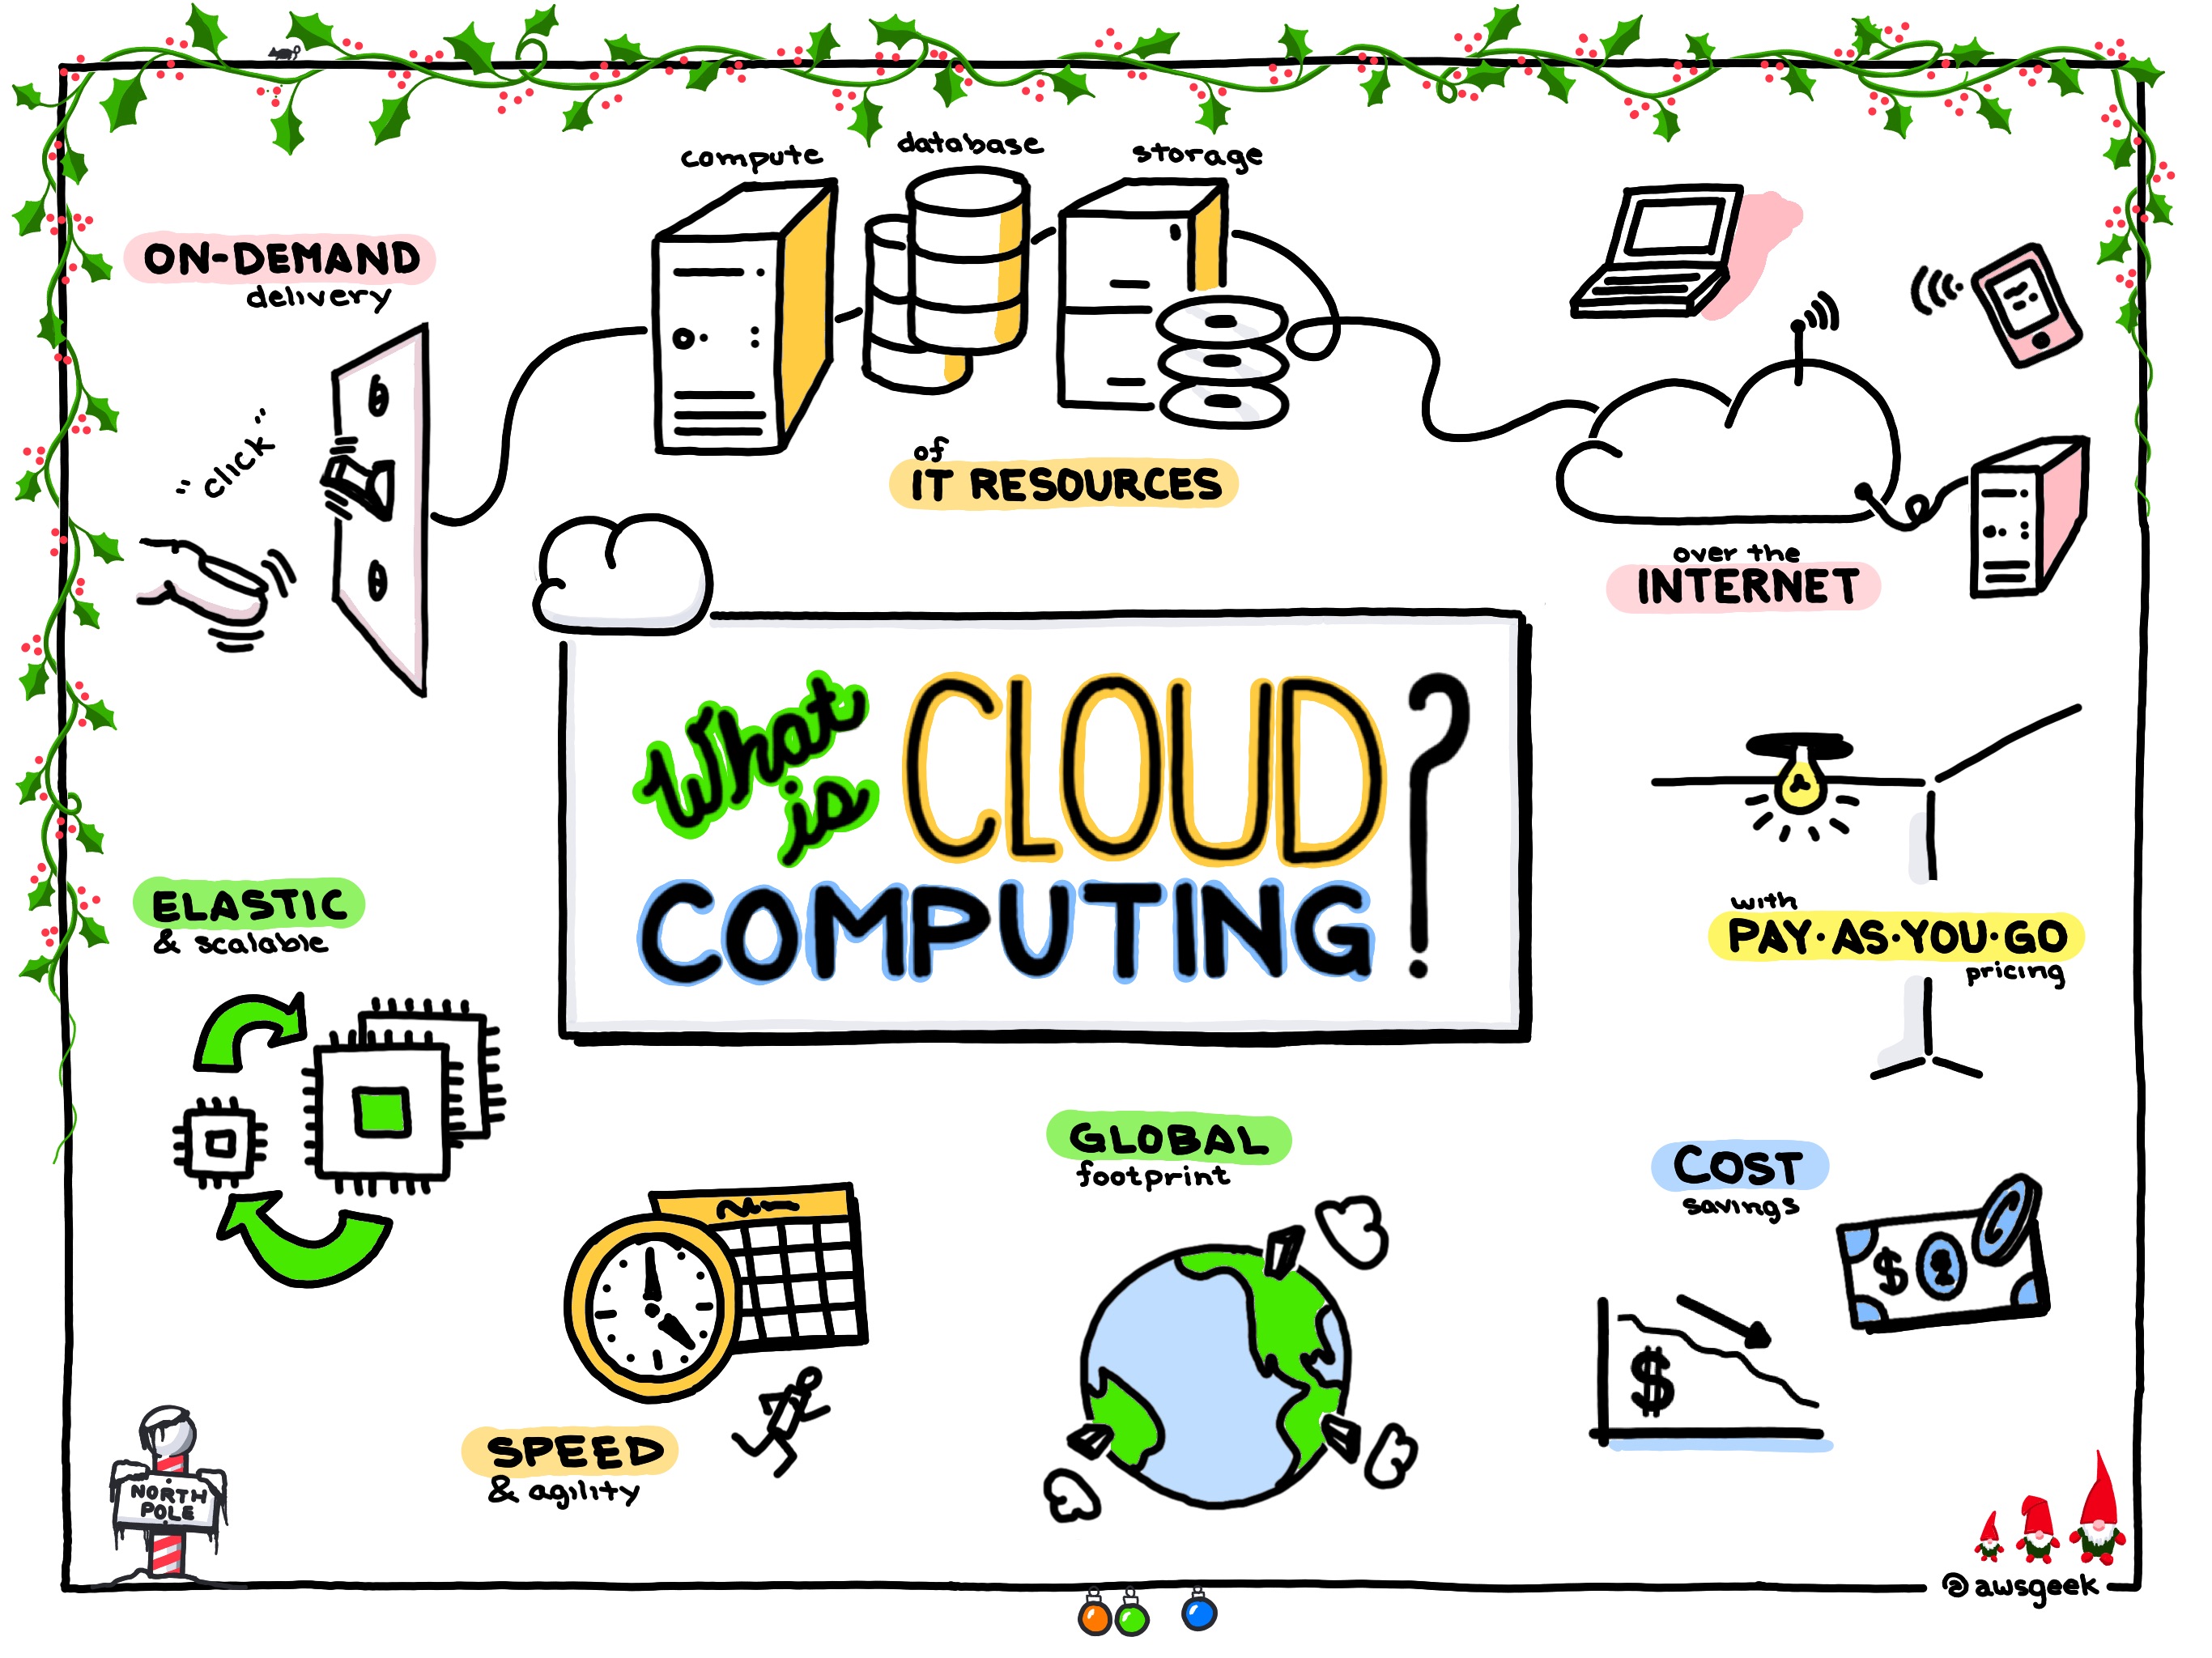 compute
database
storage
ON-DEMAND
delivery
"click"
of
IT RESOURCES
over the
INTERNET
What
is
CLOUD
COMPUTING?
with
PAY·AS·YOU·GO
pricing
ELASTIC
& scalable
GLOBAL
footprint
COST
savings
$
$
SPEED
& agility
NORTH
POLE
@awsgeek